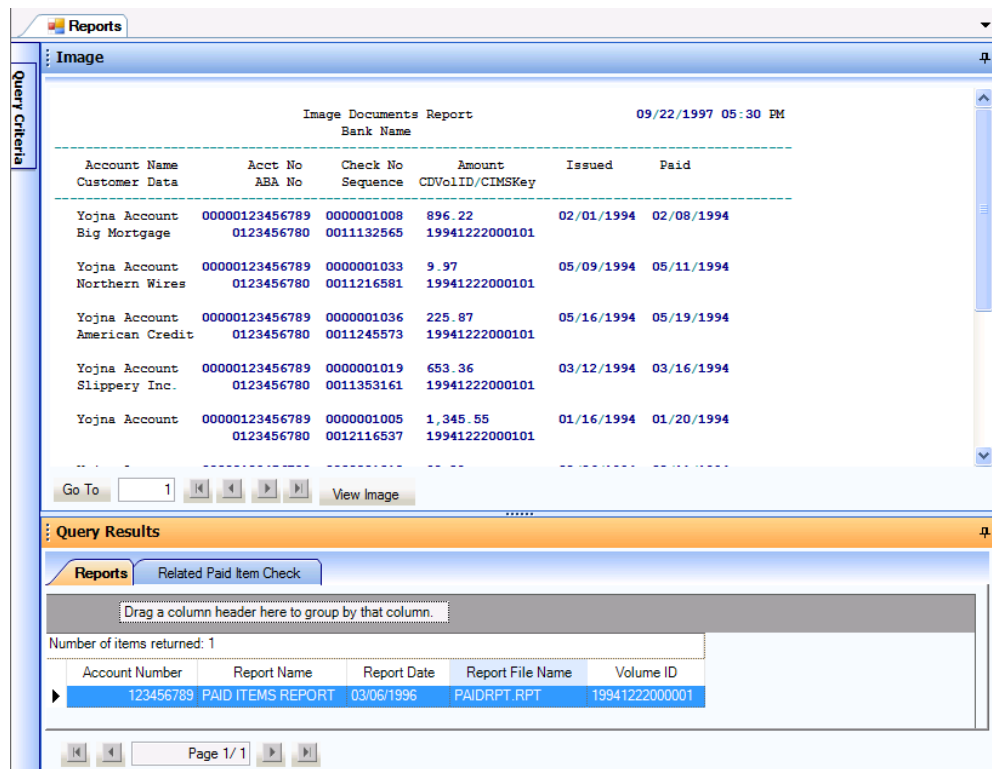 Reports
Image
Query Criteria
Image Documents Report 09/22/1997 05:30 PM
Bank Name
Account Name Acct No Check No Amount Issued Paid
Customer Data ABA No Sequence CDVolID/CIMSKey
Yojna Account 00000123456789 0000001008 896.22 02/01/1994 02/08/1994
Big Mortgage 0123456780 0011132565 19941222000101
Yojna Account 00000123456789 0000001033 9.97 05/09/1994 05/11/1994
Northern Wires 0123456780 0011216581 19941222000101
Yojna Account 00000123456789 0000001036 225.87 05/16/1994 05/19/1994
American Credit 0123456780 0011245573 19941222000101
Yojna Account 00000123456789 0000001019 653.36 03/12/1994 03/16/1994
Slippery Inc. 0123456780 0011353161 19941222000101
Yojna Account 00000123456789 0000001005 1,345.55 01/16/1994 01/20/1994
0123456780 0012116537 19941222000101
Go To 1 View Image
Query Results
Reports Related Paid Item Check
Drag a column header here to group by that column.
Number of items returned: 1
Account Number Report Name Report Date Report File Name Volume ID
123456789 PAID ITEMS REPORT 03/06/1996 PAIDRPT.RPT 19941222000001
Page 1/ 1